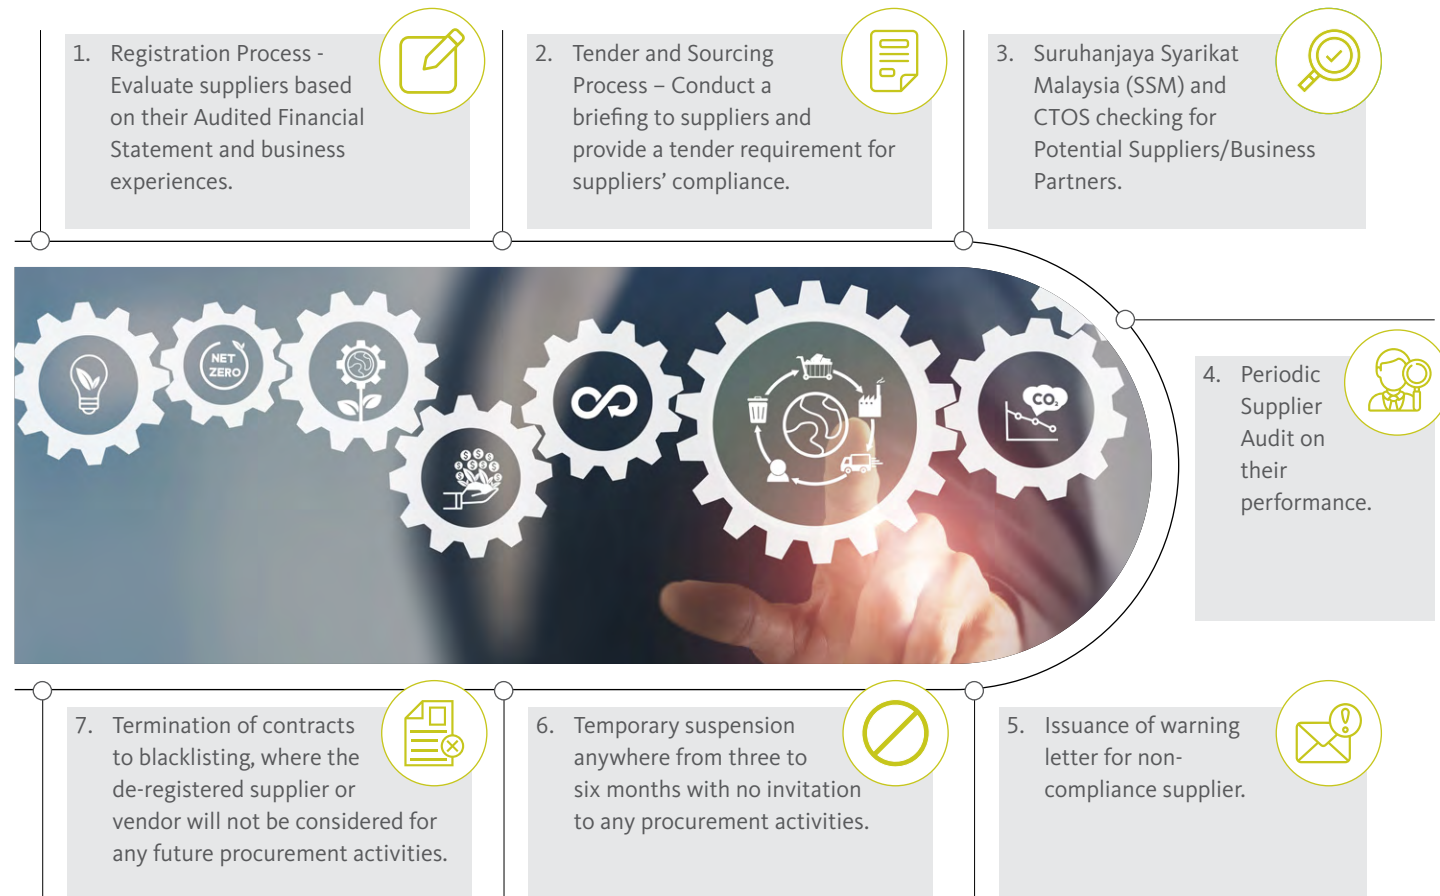 1. Registration Process -
Evaluate suppliers based
on their Audited Financial
Statement and business
experiences.
2. Tender and Sourcing
Process – Conduct a
briefing to suppliers and
provide a tender requirement for
suppliers’ compliance.
3. Suruhanjaya Syarikat
Malaysia (SSM) and
CTOS checking for
Potential Suppliers/Business
Partners.
NET
ZERO
CO₂
4. Periodic
Supplier
Audit on
their
performance.
7. Termination of contracts
to blacklisting, where the
de-registered supplier or
vendor will not be considered for
any future procurement activities.
6. Temporary suspension
anywhere from three to
six months with no invitation
to any procurement activities.
5. Issuance of warning
letter for non-
compliance supplier.